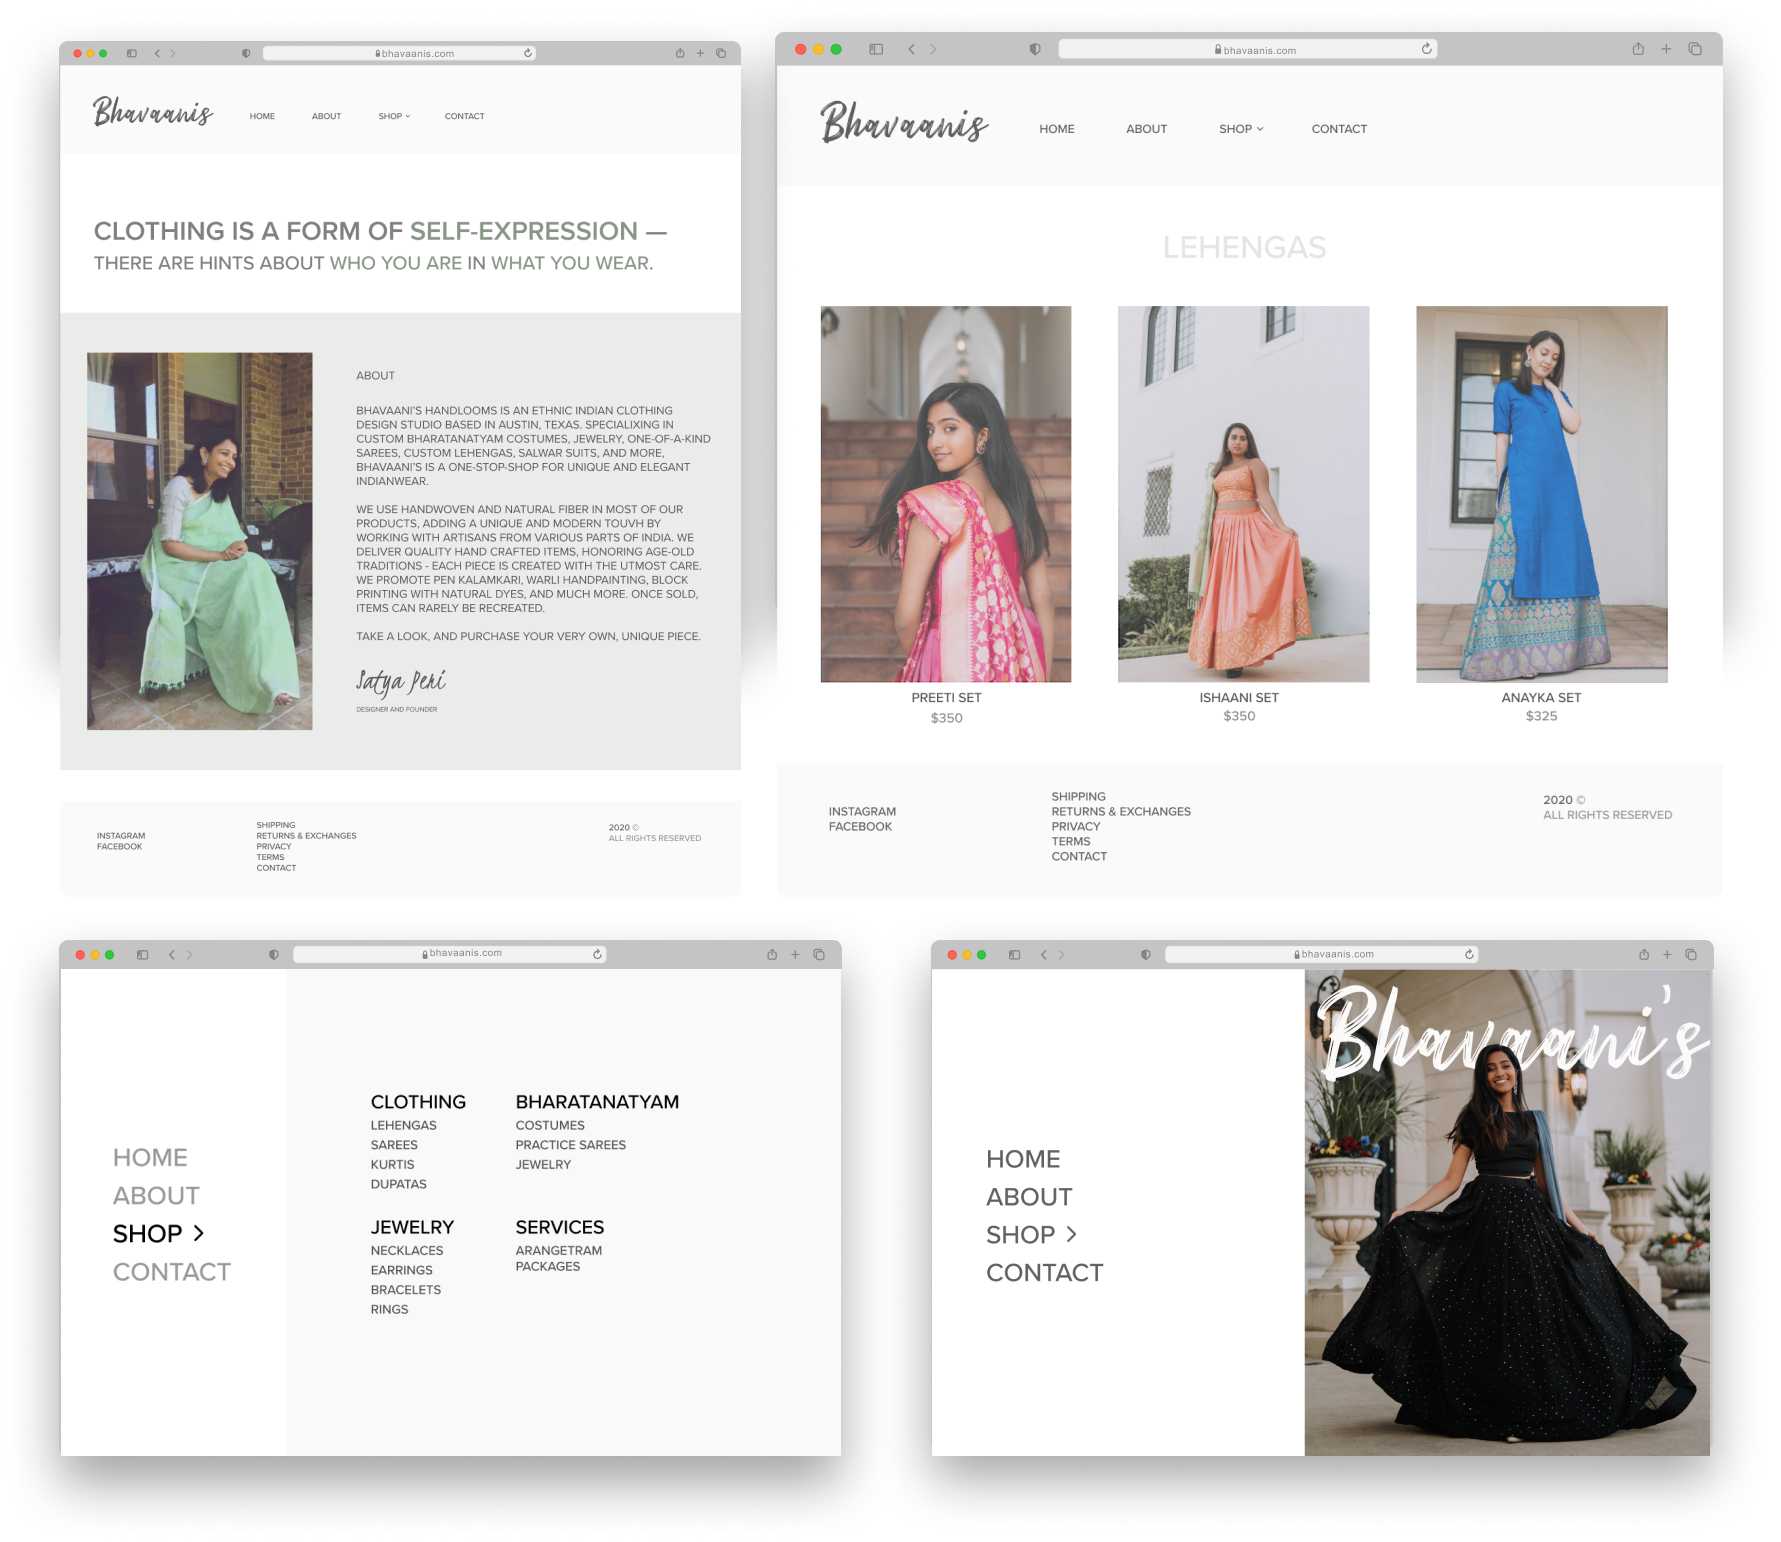 bhavaanis.com
Bhavaanis
HOME ABOUT SHOP CONTACT
CLOTHING IS A FORM OF SELF-EXPRESSION —
THERE ARE HINTS ABOUT WHO YOU ARE IN WHAT YOU WEAR.
ABOUT
BHAVAANI'S HANDLOOMS IS AN ETHNIC INDIAN CLOTHING
DESIGN STUDIO BASED IN AUSTIN, TEXAS. SPECIALIXING IN
CUSTOM BHARATANATYAM COSTUMES, JEWELRY, ONE-OF-A-KIND
SAREES, CUSTOM LEHENGAS, SALWAR SUITS, AND MORE,
BHAVAANI'S IS A ONE-STOP-SHOP FOR UNIQUE AND ELEGANT
INDIANWEAR.
WE USE HANDWOVEN AND NATURAL FIBER IN MOST OF OUR
PRODUCTS, ADDING A UNIQUE AND MODERN TOUVH BY
WORKING WITH ARTISANS FROM VARIOUS PARTS OF INDIA. WE
DELIVER QUALITY HAND CRAFTED ITEMS, HONORING AGE-OLD
TRADITIONS - EACH PIECE IS CREATED WITH THE UTMOST CARE.
WE PROMOTE PEN KALAMKARI, WARLI HANDPAINTING, BLOCK
PRINTING WITH NATURAL DYES, AND MUCH MORE. ONCE SOLD,
ITEMS CAN RARELY BE RECREATED.
TAKE A LOOK, AND PURCHASE YOUR VERY OWN, UNIQUE PIECE.
Satya Peri
DESIGNER AND FOUNDER
INSTAGRAM
FACEBOOK
SHIPPING
RETURNS & EXCHANGES
PRIVACY
TERMS
CONTACT
2020 ©
ALL RIGHTS RESERVED
bhavaanis.com
Bhavaanis
HOME ABOUT SHOP CONTACT
LEHENGAS
PREETI SET
$350
ISHAANI SET
$350
ANAYKA SET
$325
INSTAGRAM
FACEBOOK
SHIPPING
RETURNS & EXCHANGES
PRIVACY
TERMS
CONTACT
2020 ©
ALL RIGHTS RESERVED
bhavaanis.com
HOME
ABOUT
SHOP >
CONTACT
CLOTHING
LEHENGAS
SAREES
KURTIS
DUPATAS
BHARATANATYAM
COSTUMES
PRACTICE SAREES
JEWELRY
JEWELRY
NECKLACES
EARRINGS
BRACELETS
RINGS
SERVICES
ARANGETRAM
PACKAGES
bhavaanis.com
HOME
ABOUT
SHOP >
CONTACT
Bhavaani's